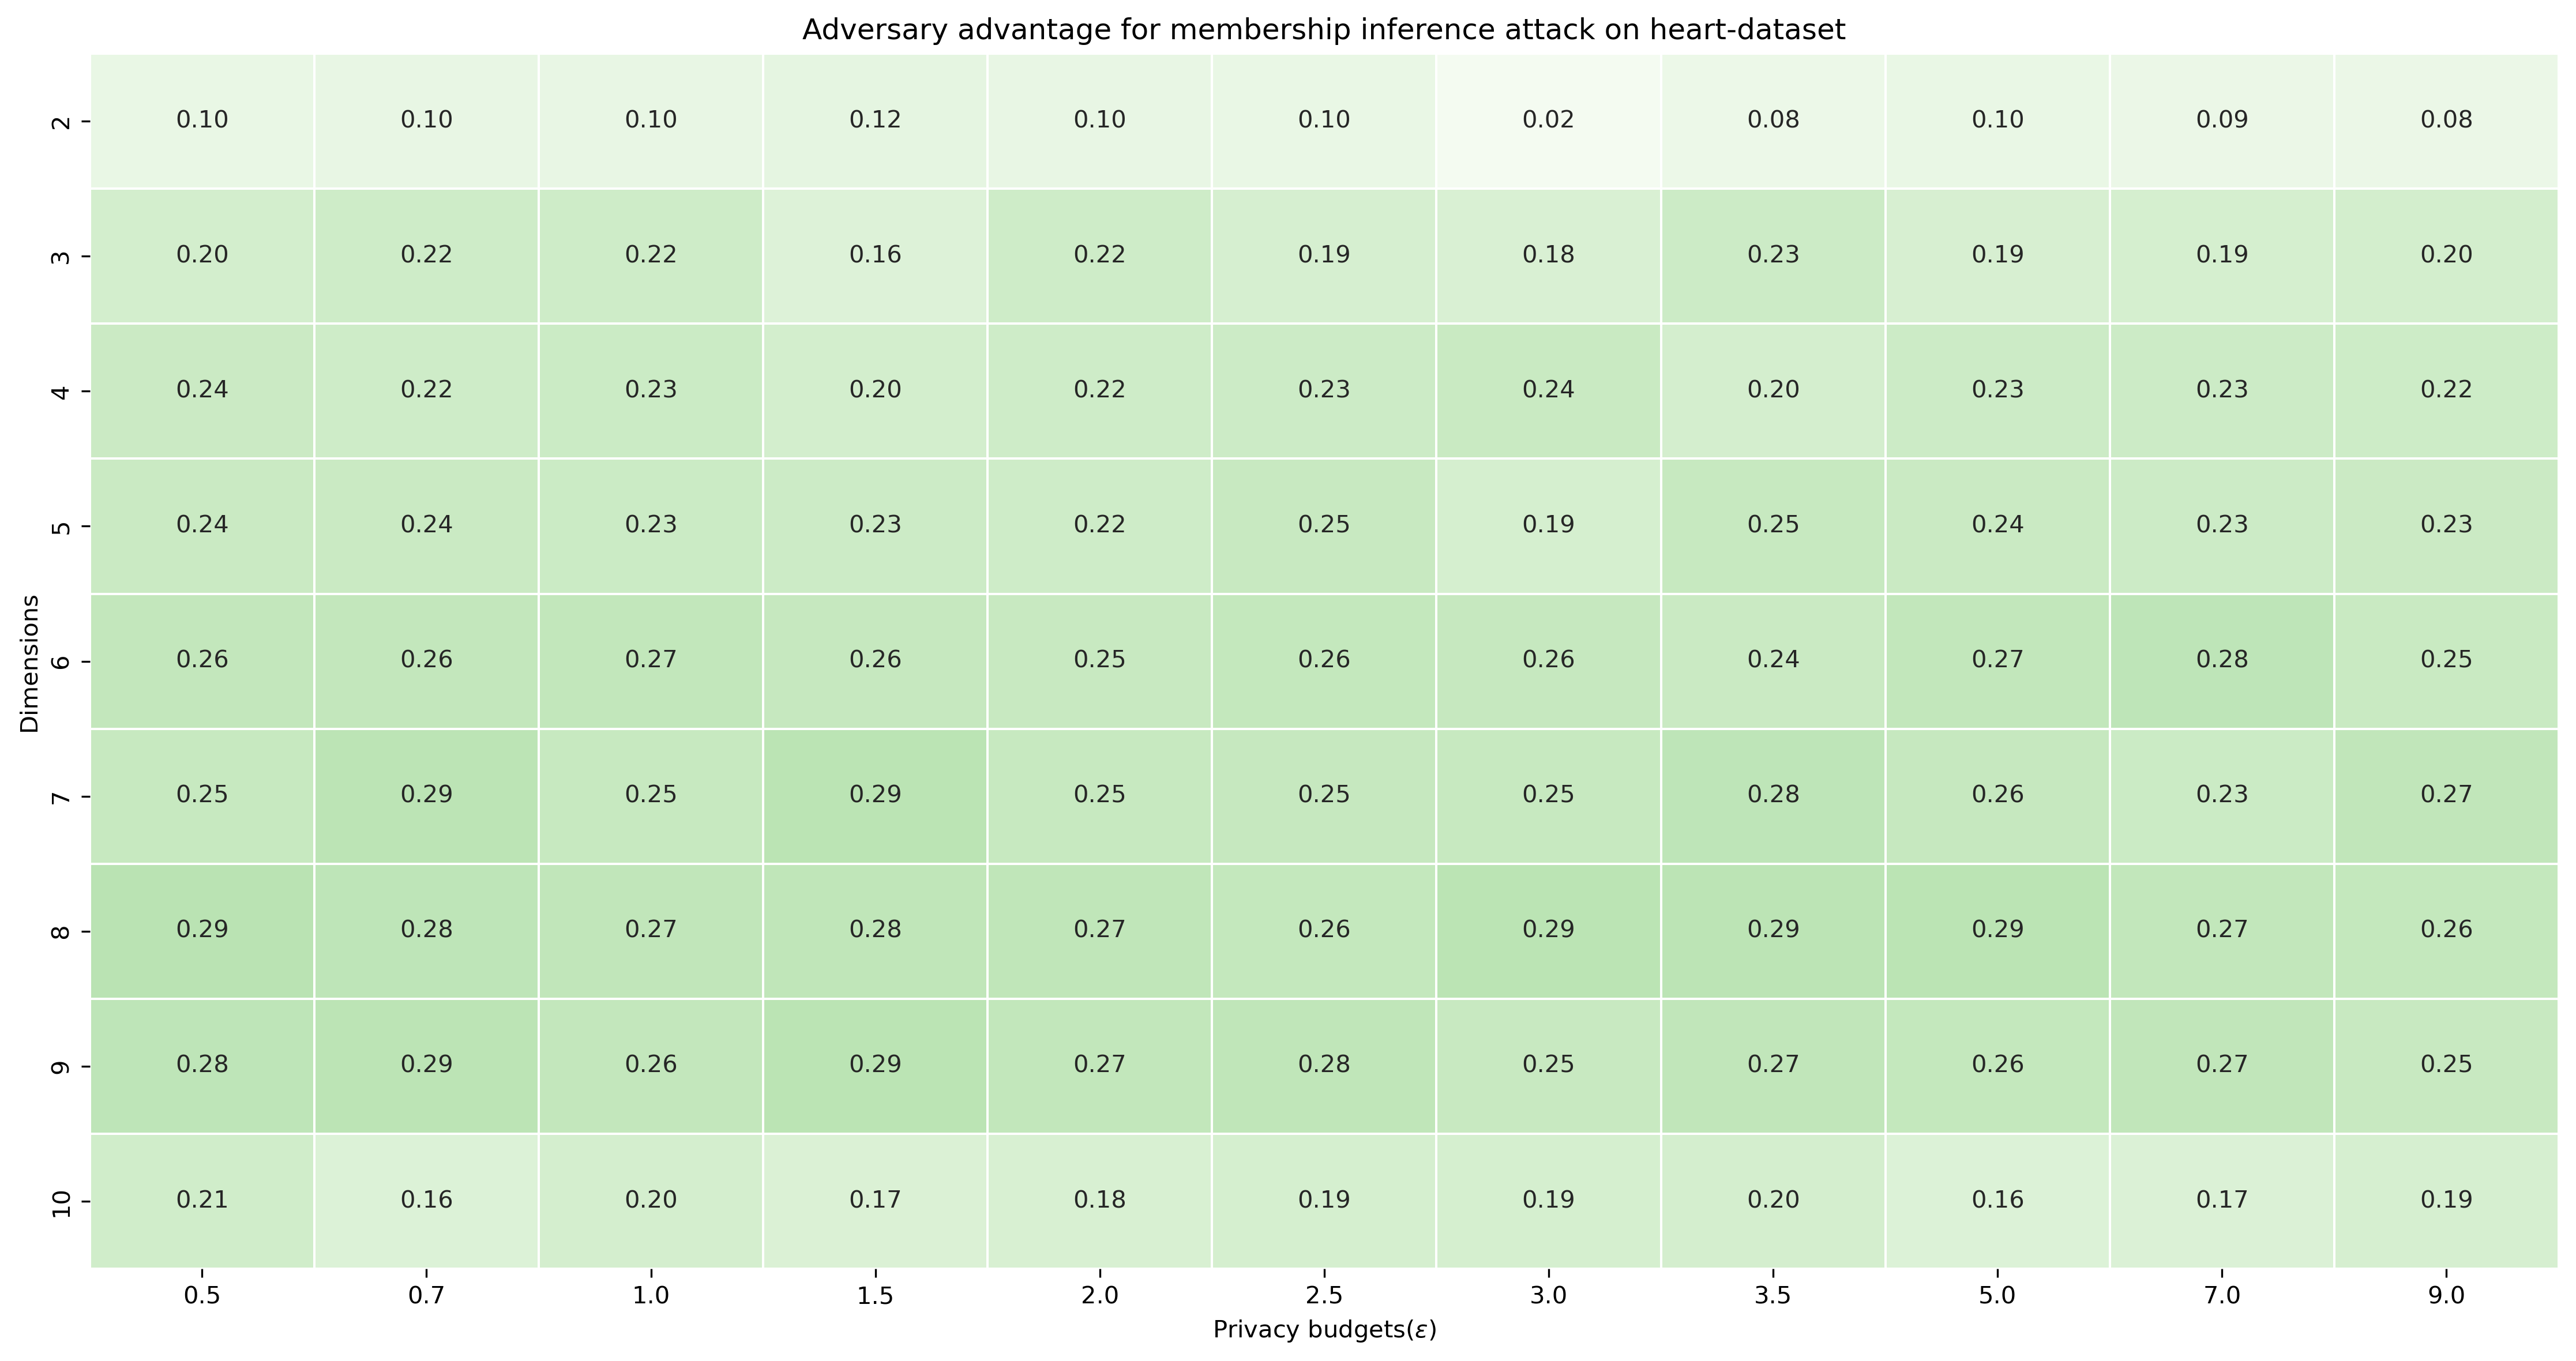 Adversary advantage for membership inference attack on heart-dataset
2 0.10 0.10 0.10 0.12 0.10 0.10 0.02 0.08 0.10 0.09 0.08
3 0.20 0.22 0.22 0.16 0.22 0.19 0.18 0.23 0.19 0.19 0.20
4 0.24 0.22 0.23 0.20 0.22 0.23 0.24 0.20 0.23 0.23 0.22
5 0.24 0.24 0.23 0.23 0.22 0.25 0.19 0.25 0.24 0.23 0.23
Dimensions
6 0.26 0.26 0.27 0.26 0.25 0.26 0.26 0.24 0.27 0.28 0.25
7 0.25 0.29 0.25 0.29 0.25 0.25 0.25 0.28 0.26 0.23 0.27
8 0.29 0.28 0.27 0.28 0.27 0.26 0.29 0.29 0.29 0.27 0.26
9 0.28 0.29 0.26 0.29 0.27 0.28 0.25 0.27 0.26 0.27 0.25
10 0.21 0.16 0.20 0.17 0.18 0.19 0.19 0.20 0.16 0.17 0.19
0.5 0.7 1.0 1.5 2.0 2.5 3.0 3.5 5.0 7.0 9.0
Privacy budgets(ε)